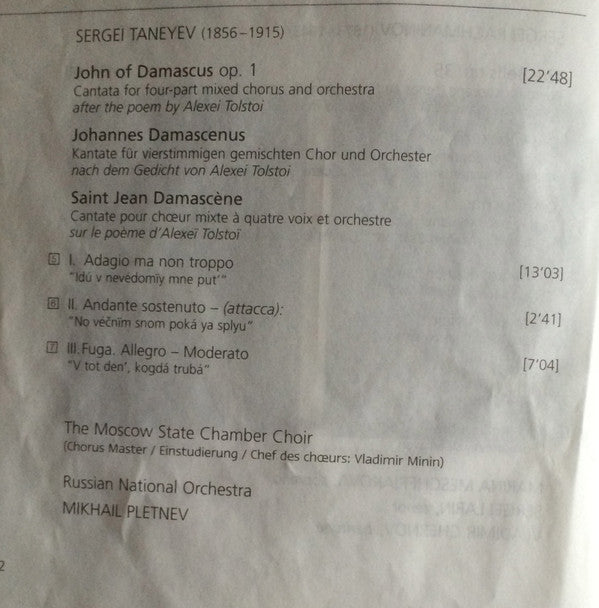 SERGEI TANEYEV (1856–1915)
John of Damascus op. 1 [22'48]
Cantata for four-part mixed chorus and orchestra
after the poem by Alexei Tolstoi
Johannes Damascenus
Kantate für vierstimmigen gemischten Chor und Orchester
nach dem Gedicht von Alexei Tolstoi
Saint Jean Damascène
Cantate pour chœur mixte à quatre voix et orchestre
sur le poème d'Alexeï Tolstoï
5 I. Adagio ma non troppo [13'03]
"Idú v nevédomïy mne put'"
6 II. Andante sostenuto – (attacca): [2'41]
"No véčnïm snom poká ya splyu"
7 III.Fuga. Allegro – Moderato [7'04]
"V tot den', kogdá trubá"
The Moscow State Chamber Choir
(Chorus Master / Einstudierung / Chef des chœurs: Vladimir Minin)
Russian National Orchestra
MIKHAIL PLETNEV
2